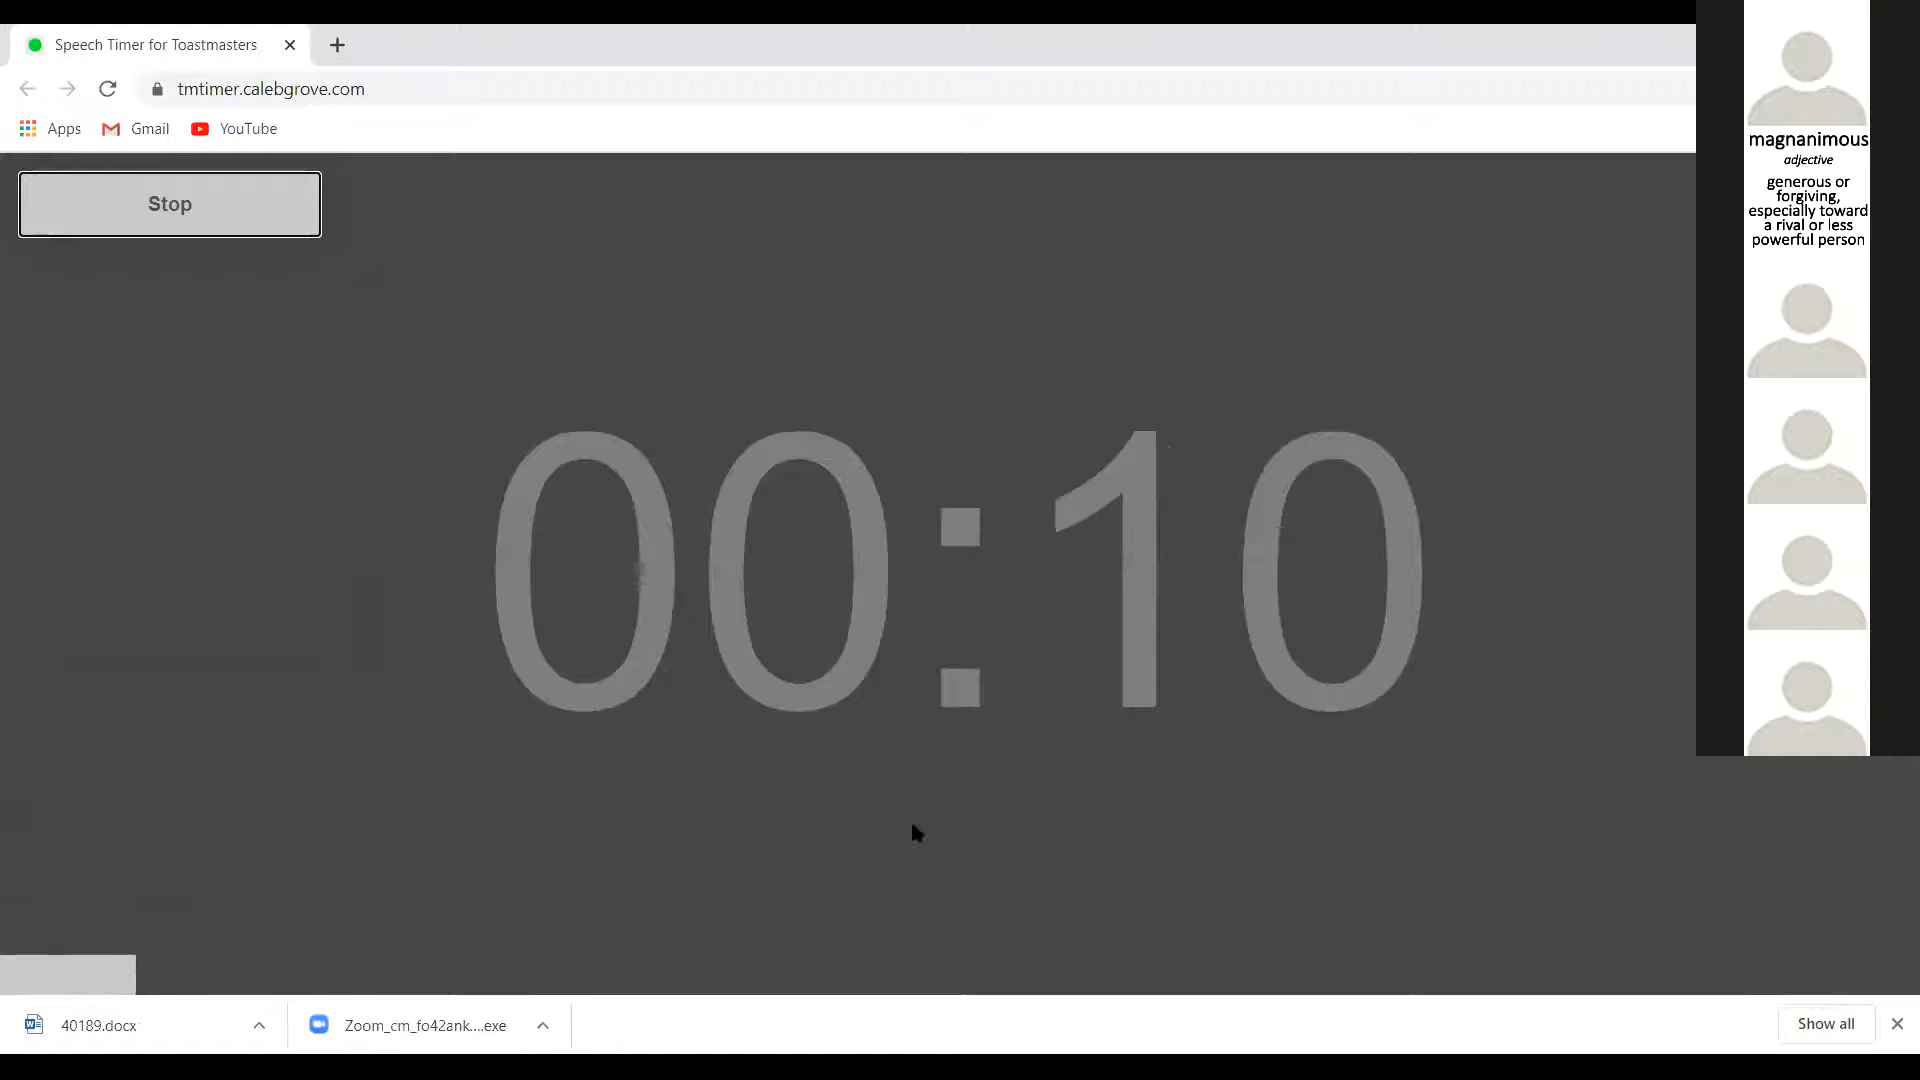 Speech Timer for Toastmasters
tmtimer.calebgrove.com
Apps Gmail YouTube
Stop
00:10
magnanimous
adjective
generous or
forgiving,
especially toward
a rival or less
powerful person
40189.docx
Zoom_cm_fo42ank....exe
Show all